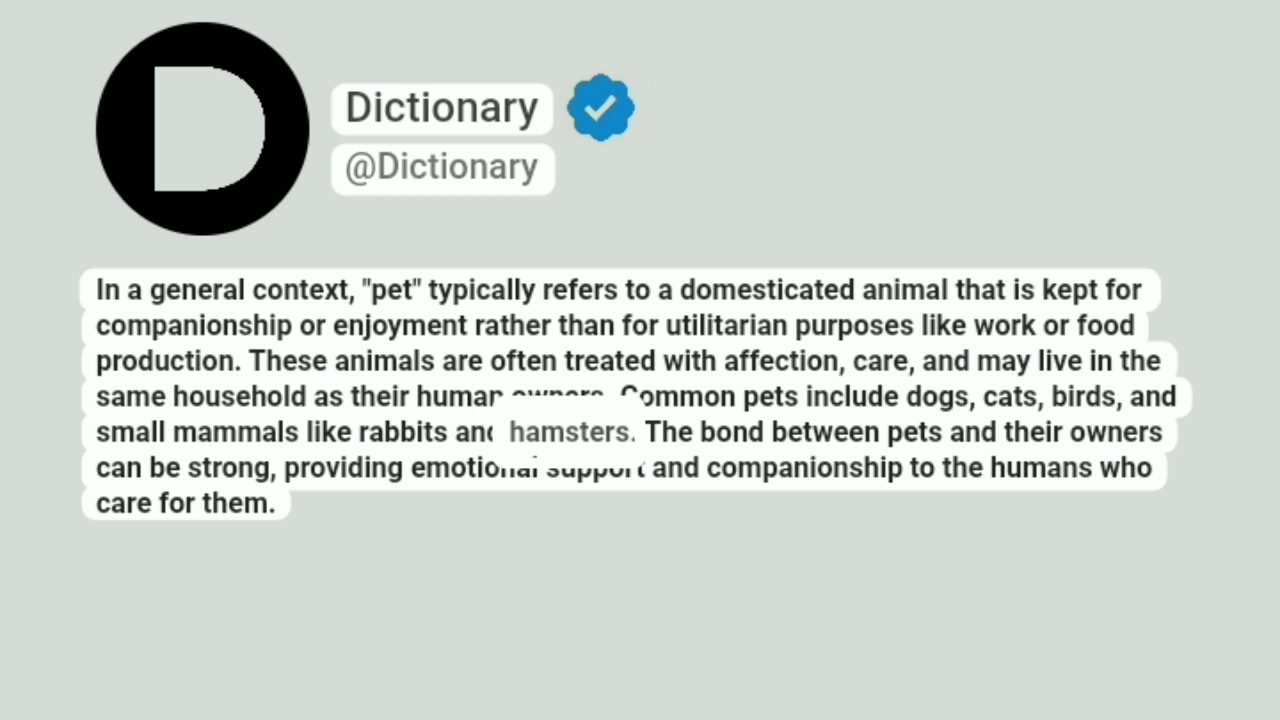 D
Dictionary
@Dictionary
In a general context, "pet" typically refers to a domesticated animal that is kept for
companionship or enjoyment rather than for utilitarian purposes like work or food
production. These animals are often treated with affection, care, and may live in the
same household as their human owners. Common pets include dogs, cats, birds, and
small mammals like rabbits and hamsters. The bond between pets and their owners
can be strong, providing emotional support and companionship to the humans who
care for them.